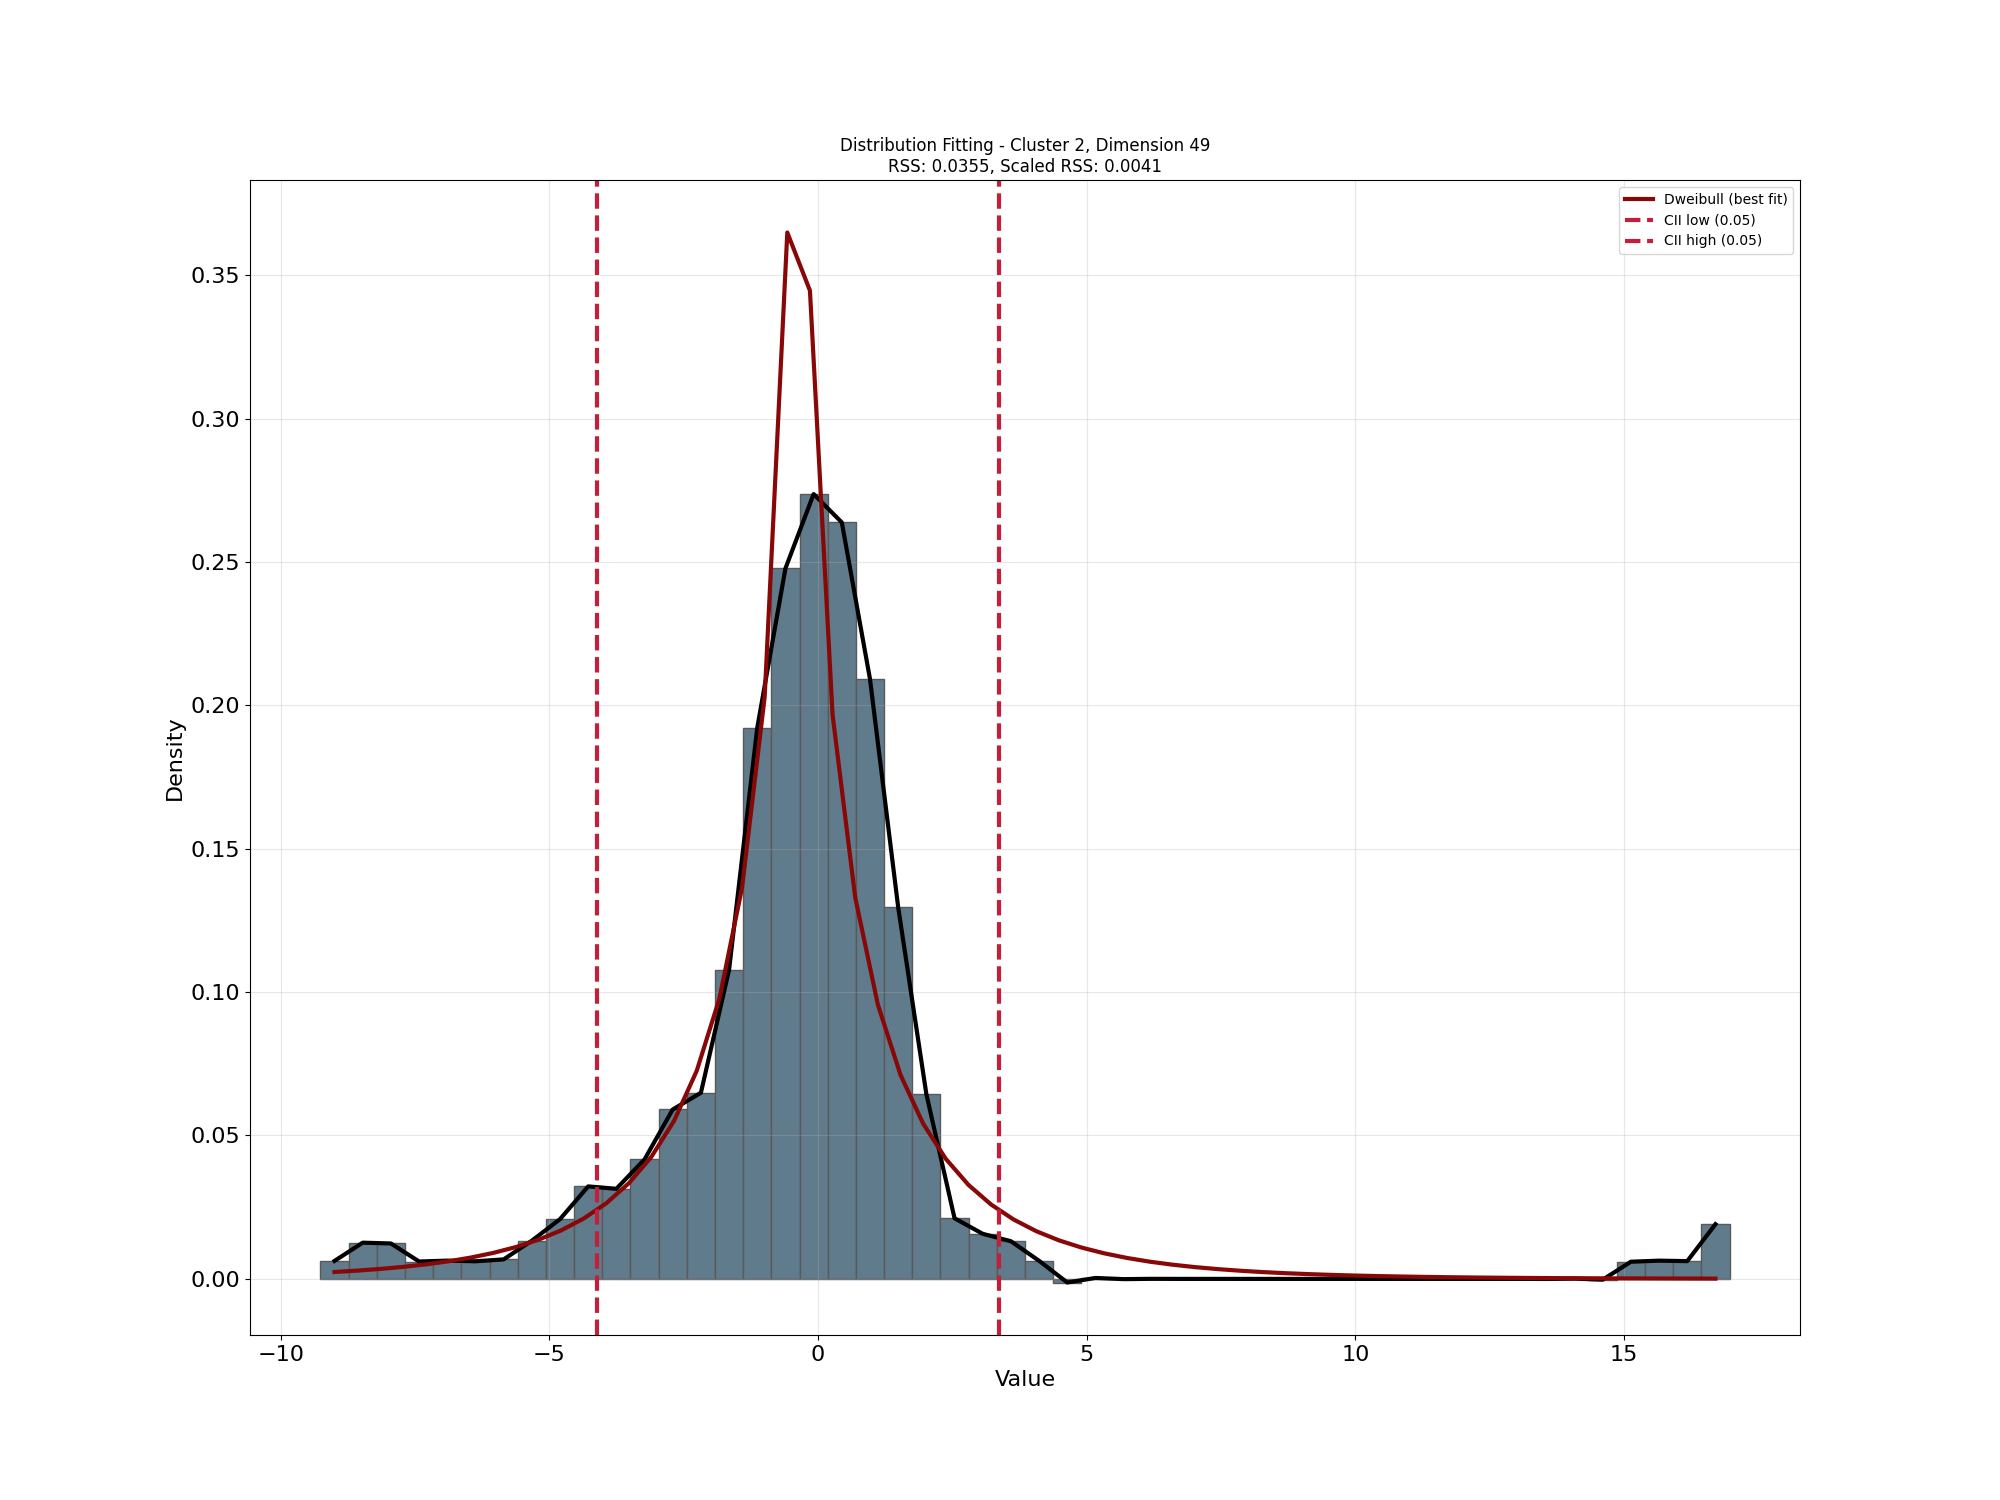 Distribution Fitting - Cluster 2, Dimension 49
RSS: 0.0355, Scaled RSS: 0.0041
Dweibull (best fit)
CII low (0.05)
CII high (0.05)
0.35
0.30
0.25
0.20
0.15
0.10
0.05
0.00
Density
−10
−5
0
5
10
15
Value